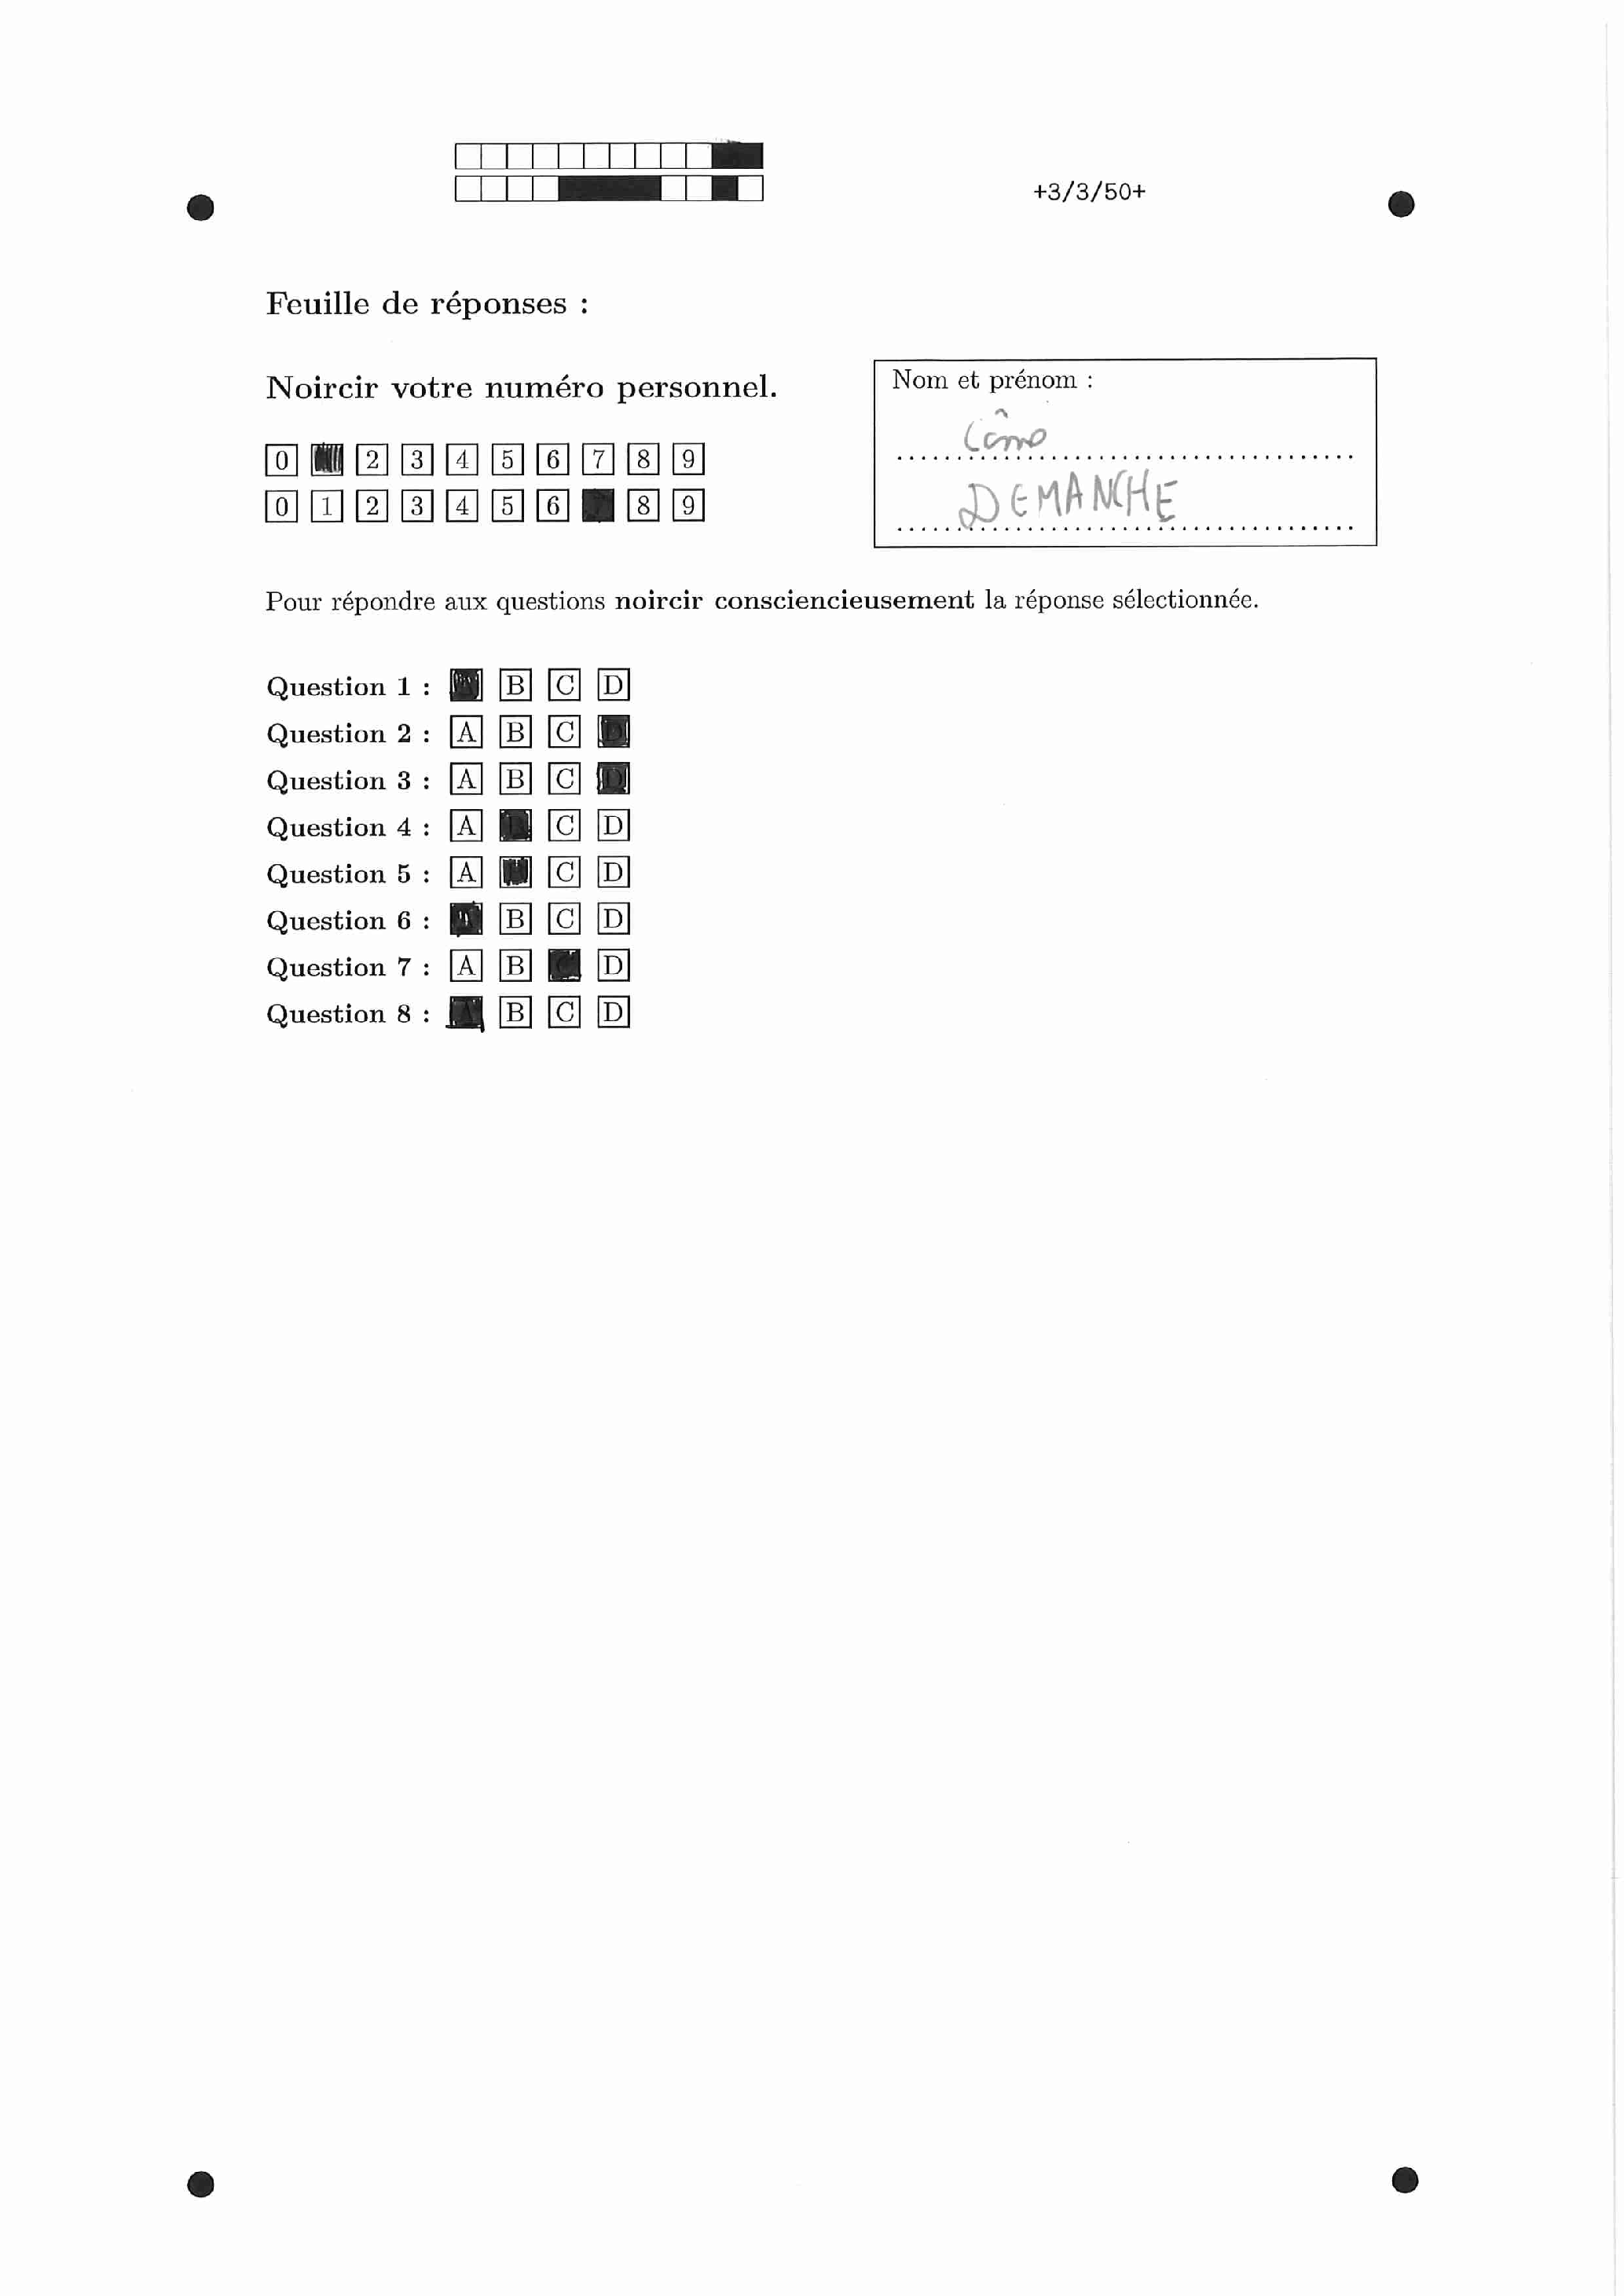 +3/3/50+
Feuille de réponses :
Noircir votre numéro personnel.
Nom et prénom :
Côme
DEMANCHE
0 2 3 4 5 6 7 8 9
0 1 2 3 4 5 6 8 9
Pour répondre aux questions noircir consciencieusement la réponse sélectionnée.
Question 1 : A B C D
Question 2 : A B C D
Question 3 : A B C D
Question 4 : A B C D
Question 5 : A C D
Question 6 : A B C D
Question 7 : A B C D
Question 8 : A B C D